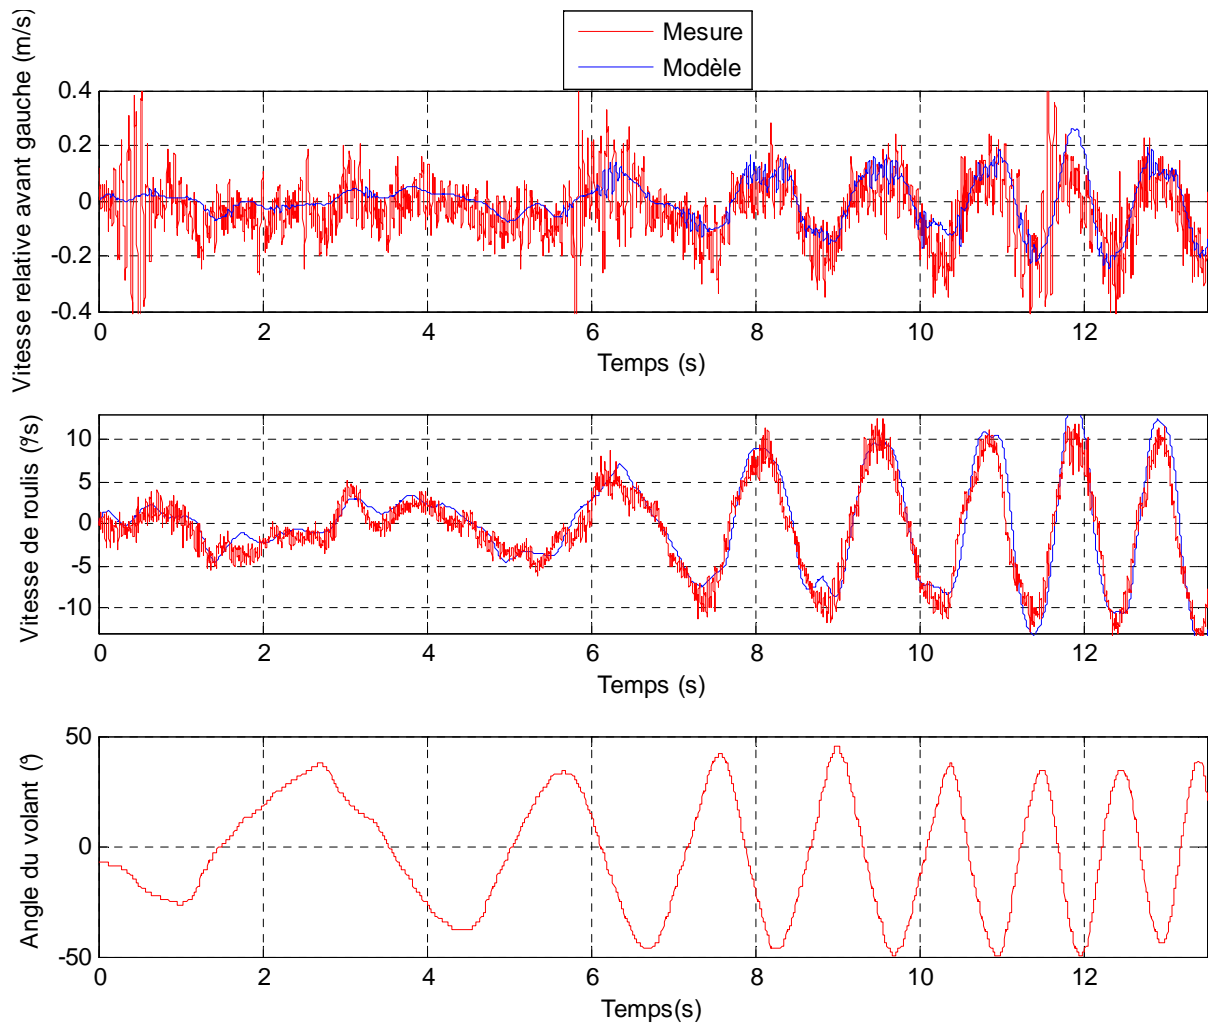 Mesure
Modèle
Vitesse relative avant gauche (m/s)
0.4
0.2
0
-0.2
-0.4
0 2 4 6 8 10 12
Temps (s)
Vitesse de roulis (°/s)
10
5
0
-5
-10
0 2 4 6 8 10 12
Temps (s)
Angle du volant (°)
50
0
-50
0 2 4 6 8 10 12
Temps(s)